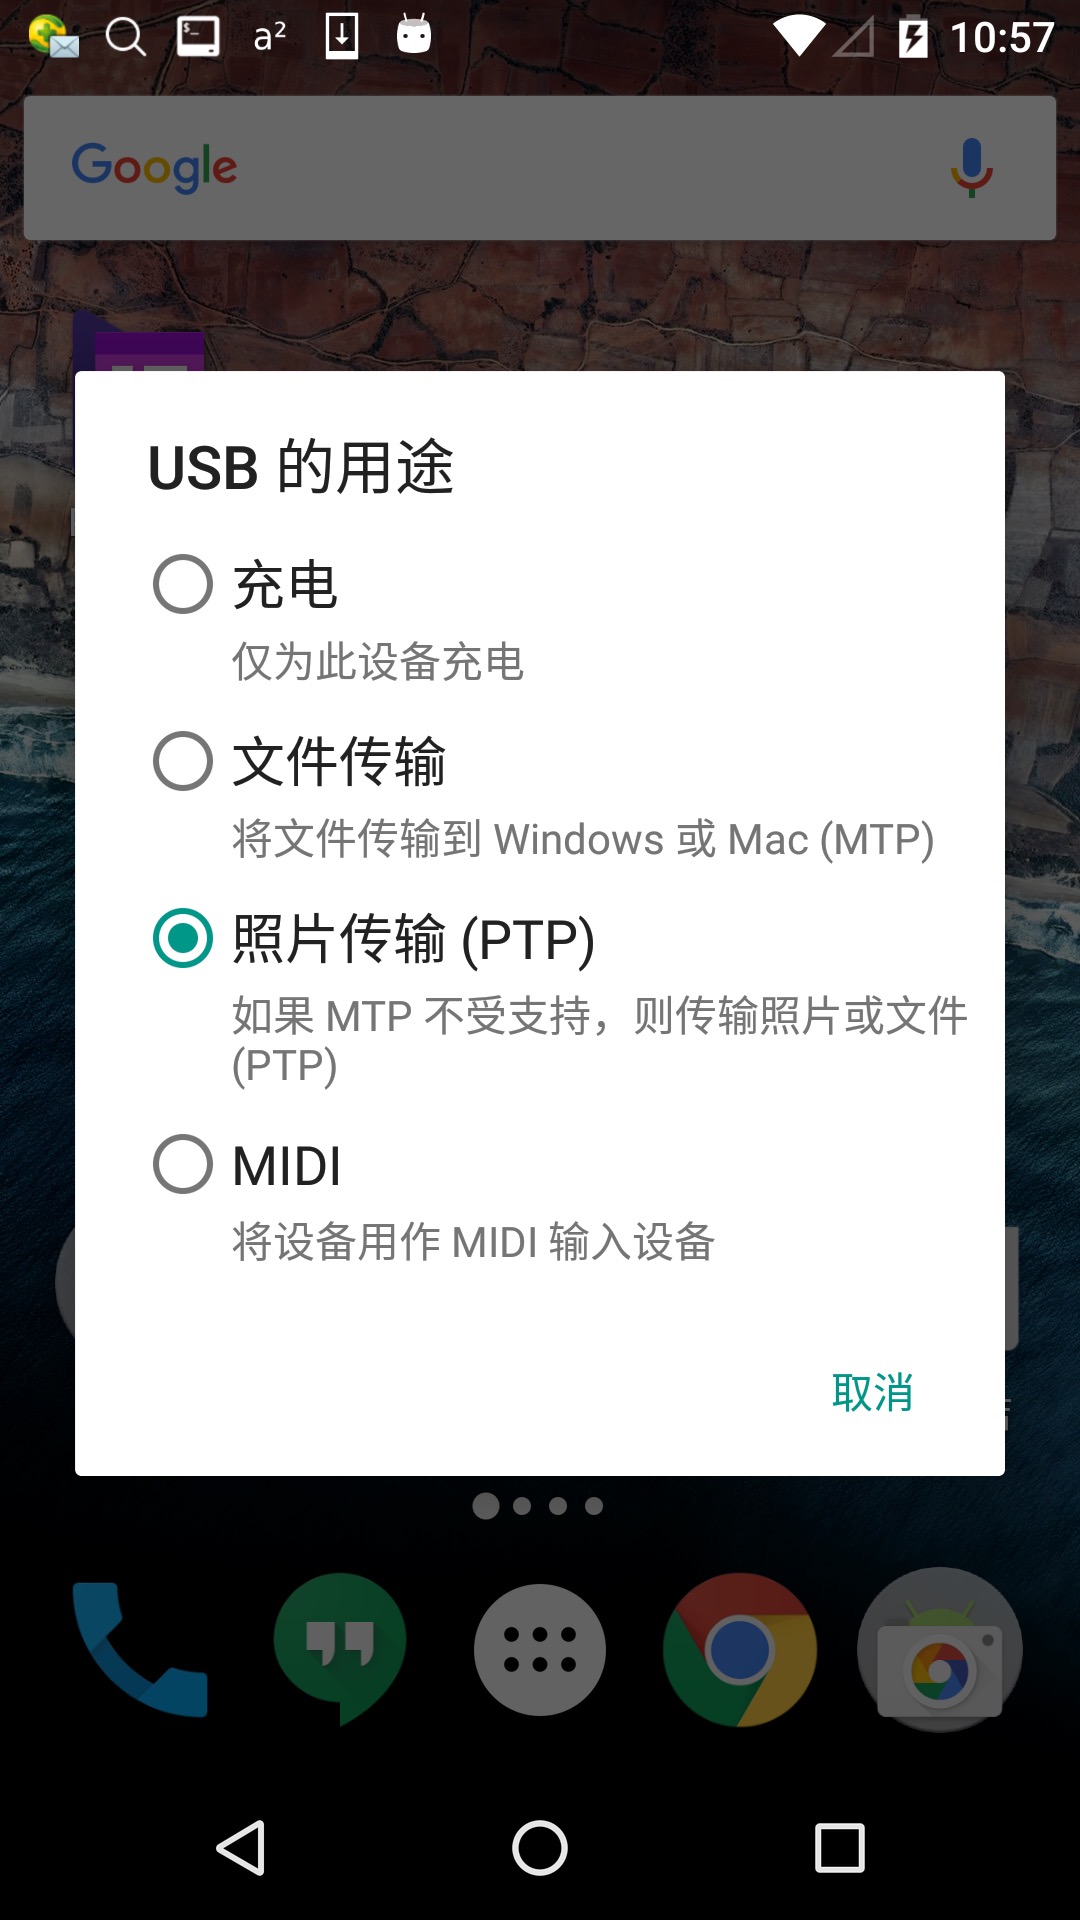 a² 10:57
Google
USB 的用途
充电
仅为此设备充电
文件传输
将文件传输到 Windows 或 Mac (MTP)
照片传输 (PTP)
如果 MTP 不受支持，则传输照片或文件
(PTP)
MIDI
将设备用作 MIDI 输入设备
取消